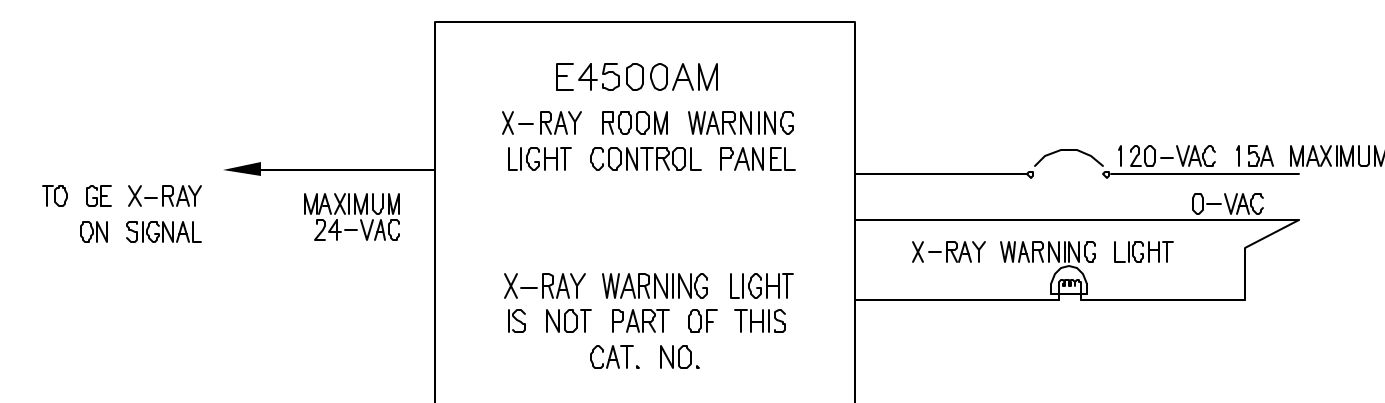 E4500AM
X-RAY ROOM WARNING
LIGHT CONTROL PANEL
TO GE X-RAY
ON SIGNAL
MAXIMUM
24-VAC
120-VAC 15A MAXIMUM
0-VAC
X-RAY WARNING LIGHT
X-RAY WARNING LIGHT
IS NOT PART OF THIS
CAT. NO.